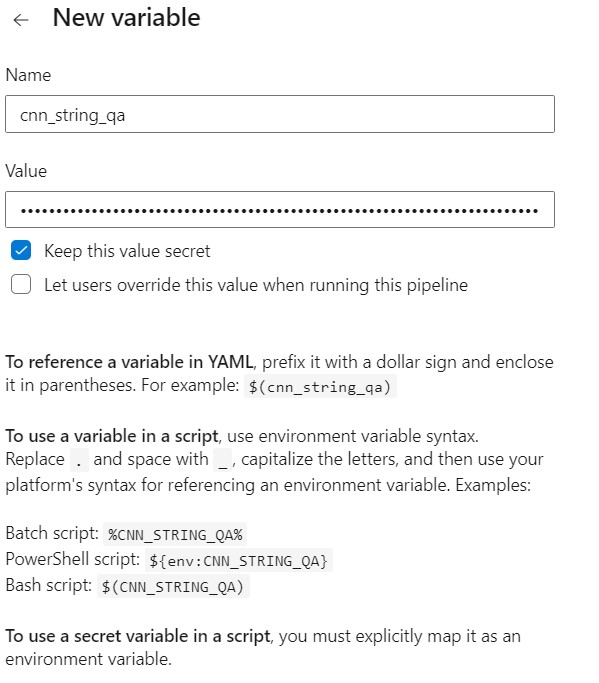 ← New variable
Name
cnn_string_qa
Value
••••••••••••••••••••••••••••••••••••••••••••••••••••••••••••••••••••••••••
Keep this value secret
Let users override this value when running this pipeline
To reference a variable in YAML, prefix it with a dollar sign and enclose
it in parentheses. For example: $(cnn_string_qa)
To use a variable in a script, use environment variable syntax.
Replace . and space with _, capitalize the letters, and then use your
platform's syntax for referencing an environment variable. Examples:
Batch script: %CNN_STRING_QA%
PowerShell script: ${env:CNN_STRING_QA}
Bash script: $(CNN_STRING_QA)
To use a secret variable in a script, you must explicitly map it as an
environment variable.